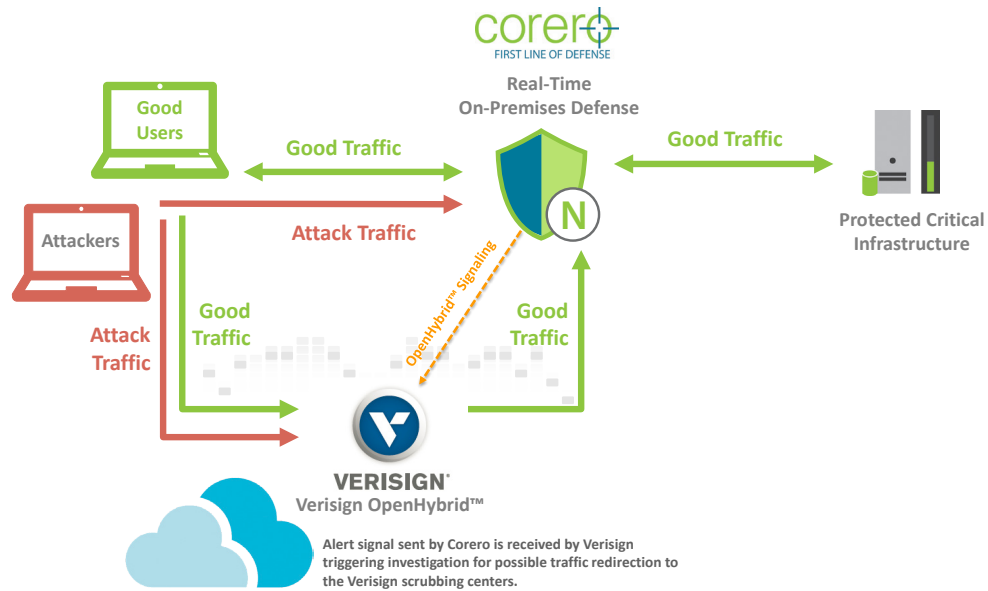 corero
FIRST LINE OF DEFENSE
Real-Time
On-Premises Defense
Good
Users
Good Traffic
Good Traffic
N
Attackers
Attack Traffic
Protected Critical
Infrastructure
OpenHybrid™ Signaling
Good
Traffic
Good
Traffic
Attack
Traffic
VERISIGN®
Verisign OpenHybrid™
Alert signal sent by Corero is received by Verisign
triggering investigation for possible traffic redirection to
the Verisign scrubbing centers.